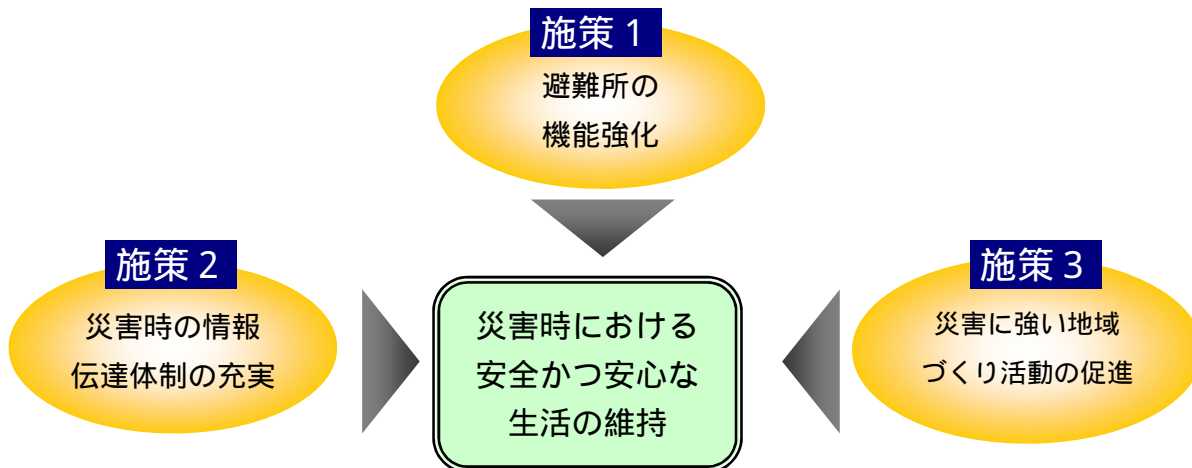 施策 1
避難所の
機能強化
施策 2
災害時の情報
伝達体制の充実
災害時における
安全かつ安心な
生活の維持
施策 3
災害に強い地域
づくり活動の促進